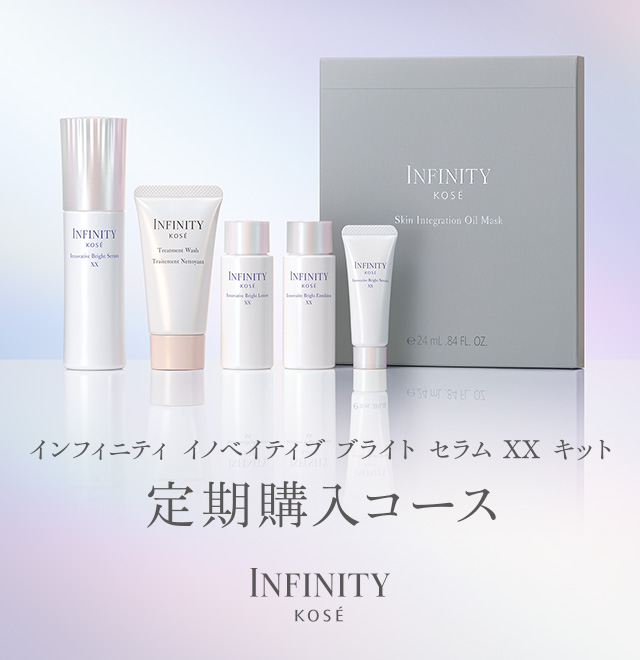 INFINITY
KOSÉ
Skin Integration Oil Mask
℮24 mL .84 FL. OZ.
INFINITY
KOSÉ
Innovative Bright Serum
XX
INFINITY
KOSÉ
Treatment Wash
Traitement Nettoyant
INFINITY
KOSÉ
Innovative Bright Lotion
XX
INFINITY
KOSÉ
Innovative Bright Emulsion
XX
INFINITY
KOSÉ
Innovative Bright Serum
XX
インフィニティ イノベイティブ ブライト セラム XX キット
定期購入コース
INFINITY
KOSÉ